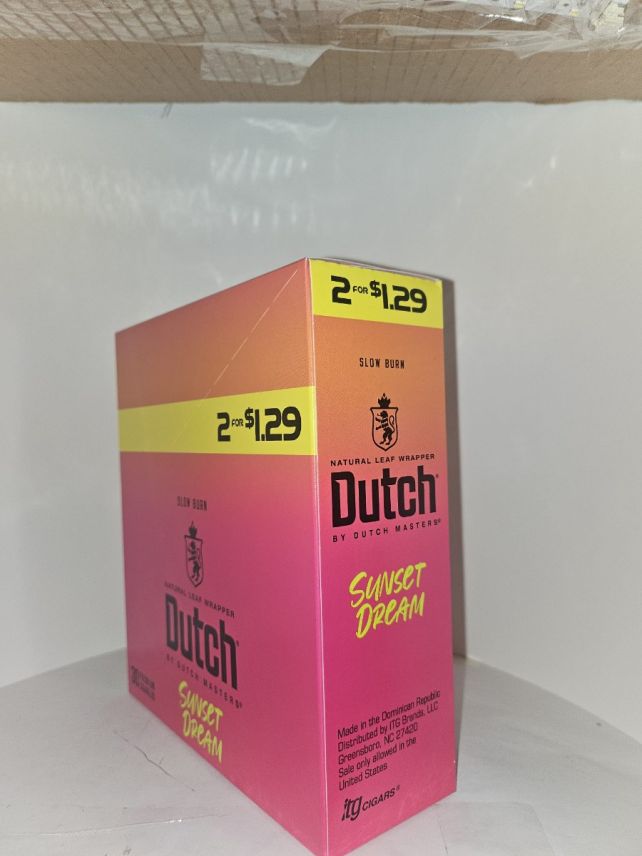 2 FOR $1.29
SLOW BURN
NATURAL LEAF WRAPPER
Dutch®
BY DUTCH MASTERS®
SUNSET
DREAM
Made in the Dominican Republic
Distributed by ITG Brands, LLC
Greensboro, NC 27420
Sale only allowed in the
United States
itg CIGARS®
2 FOR $1.29
SLOW BURN
NATURAL LEAF WRAPPER
Dutch®
BY DUTCH MASTERS®
SUNSET
DREAM